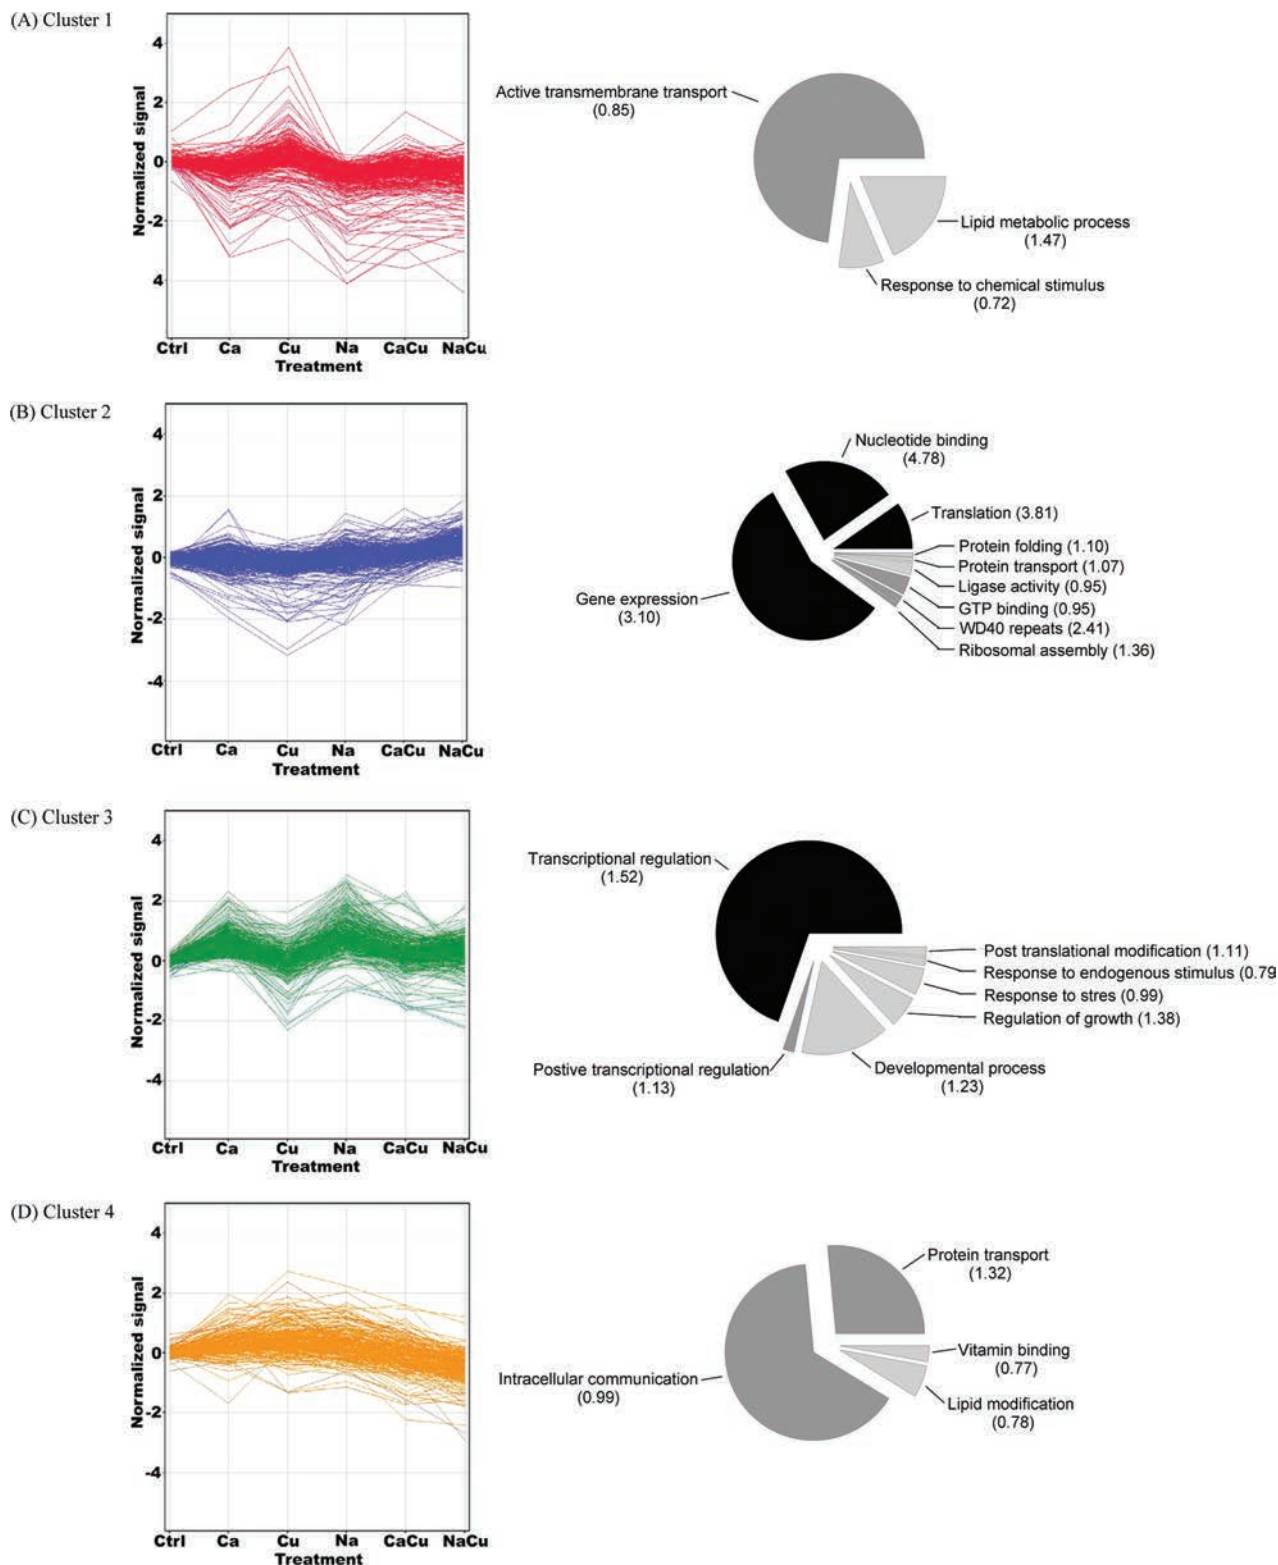 (A) Cluster 1
Normalized signal
4
2
0
-2
4
Ctrl Ca Cu Na CaCu NaCu
Treatment
Active transmembrane transport
(0.85)
Lipid metabolic process
(1.47)
Response to chemical stimulus
(0.72)
(B) Cluster 2
Normalized signal
4
2
0
-2
-4
Ctrl Ca Cu Na CaCu NaCu
Treatment
Nucleotide binding
(4.78)
Translation (3.81)
Protein folding (1.10)
Protein transport (1.07)
Ligase activity (0.95)
GTP binding (0.95)
WD40 repeats (2.41)
Ribosomal assembly (1.36)
Gene expression
(3.10)
(C) Cluster 3
Normalized signal
4
2
0
-2
-4
Ctrl Ca Cu Na CaCu NaCu
Treatment
Transcriptional regulation
(1.52)
Post translational modification (1.11)
Response to endogenous stimulus (0.79
Response to stres (0.99)
Regulation of growth (1.38)
Developmental process
(1.23)
Postive transcriptional regulation
(1.13)
(D) Cluster 4
Normalized signal
4
2
0
-2
-4
Ctrl Ca Cu Na CaCu NaCu
Treatment
Protein transport
(1.32)
Vitamin binding
(0.77)
Lipid modification
(0.78)
Intracellular communication
(0.99)